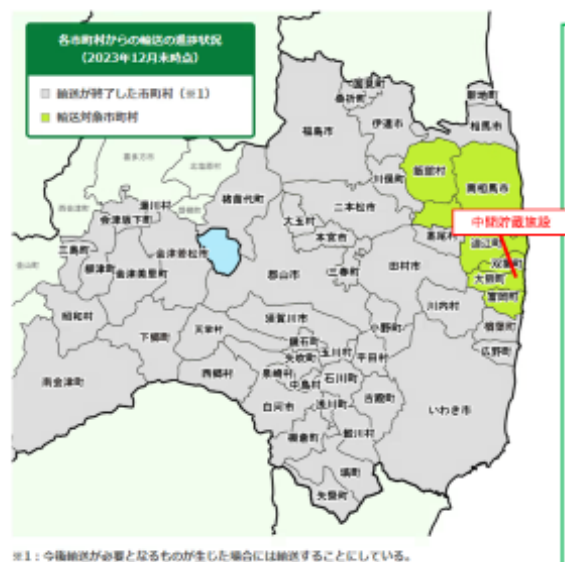 各市町村からの輸送の進捗状況
（2023年12月末時点）
輸送が終了した市町村（※1）
輸送対象市町村
国見町
桑折町
新地町
伊達市
相馬市
福島市
喜多方市
北塩原村
川俣町
飯舘村
南相馬市
猪苗代町
西会津町
湯川村
磐梯町
会津坂下町
二本松市
大玉村
中間貯蔵施設
葛尾村
浪江町
三島町
会津若松市
本宮市
双葉町
金山町
柳津町
会津美里町
郡山市
三春町
田村市
大熊町
富岡町
昭和村
川内村
須賀川市
小野町
楢葉町
下郷町
天栄村
鏡石町
広野町
矢吹町
玉川村
平田村
南会津町
西郷村
泉崎村
中島村
石川町
白河市
浅川町
古殿町
いわき市
棚倉町
鮫川村
塙町
矢祭町
※1：今後輸送が必要となるものが生じた場合には輸送することにしている。